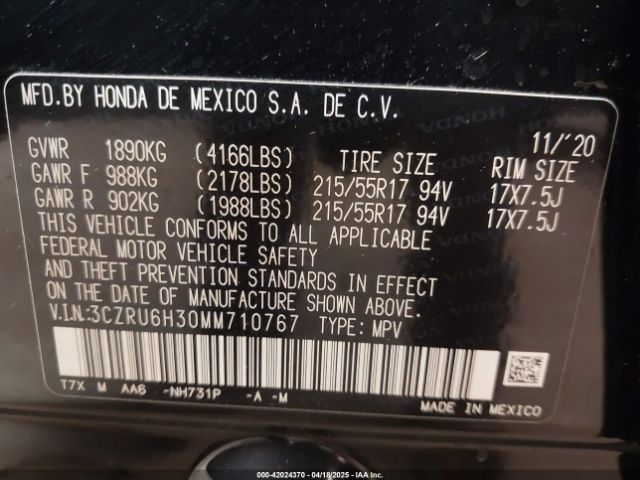 MFD.BY HONDA DE MEXICO S.A. DE C.V.
11/'20
GVWR 1890KG (4166LBS) TIRE SIZE RIM SIZE
GAWR F 988KG (2178LBS) 215/55R17 94V 17X7.5J
GAWR R 902KG (1988LBS) 215/55R17 94V 17X7.5J
THIS VEHICLE CONFORMS TO ALL APPLICABLE
FEDERAL MOTOR VEHICLE SAFETY
AND THEFT PREVENTION STANDARDS IN EFFECT
ON THE DATE OF MANUFACTURE SHOWN ABOVE.
V.I.N:3CZRU6H30MM710767 TYPE: MPV
T7X M AA6 -NH731P -A -M
MADE IN MEXICO
000-42024370 - 04/18/2025 - IAA Inc.